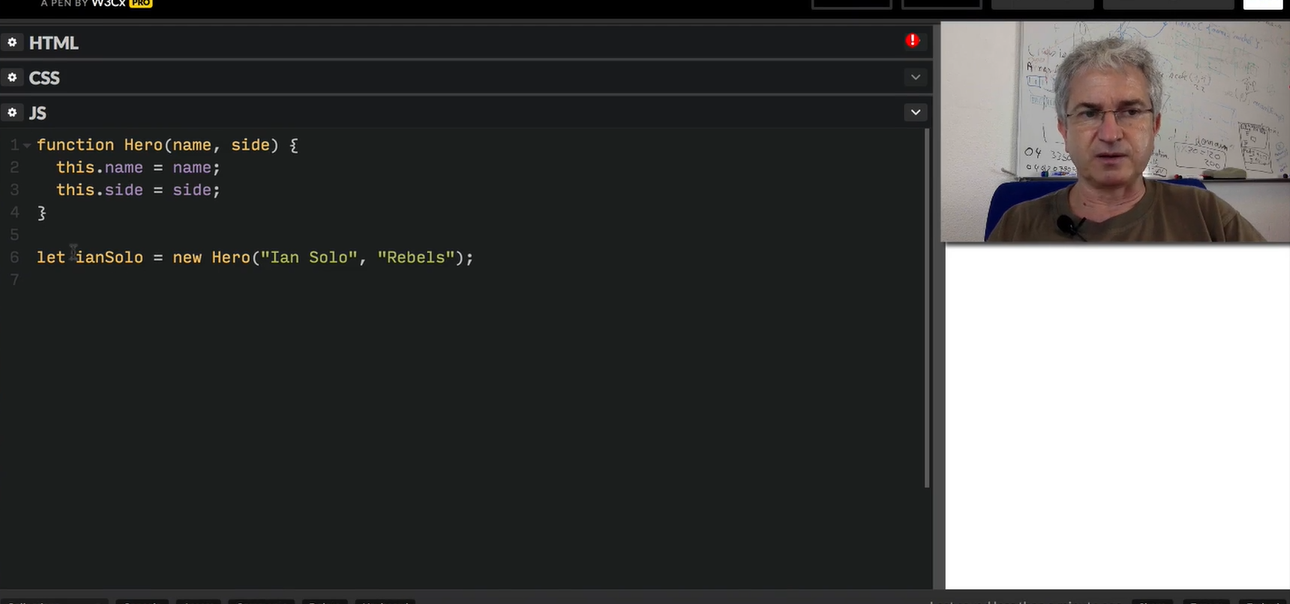 A PEN BY W3Cx PRO
HTML
CSS
JS
1 function Hero(name, side) {
2 this.name = name;
3 this.side = side;
4 }
5
6 let ianSolo = new Hero("Ian Solo", "Rebels");
7